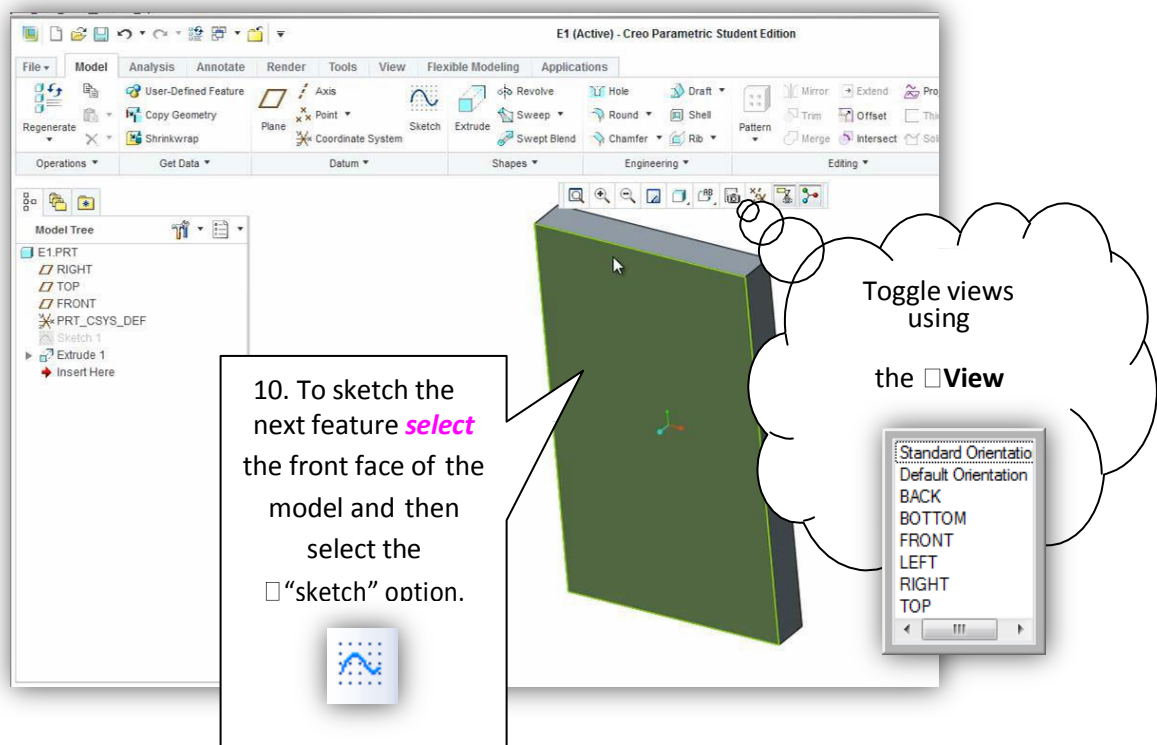 E1 (Active) - Creo Parametric Student Edition
File Model Analysis Annotate Render Tools View Flexible Modeling Applications
User-Defined Feature Axis Revolve Hole Draft Mirror Extend Pro
Copy Geometry Point Sweep Round Shell Trim Offset Thi
Regenerate Shrinkwrap Plane Coordinate System Sketch Extrude Swept Blend Chamfer Rib Pattern Merge Intersect Sol
Operations Get Data Datum Shapes Engineering Editing
Model Tree
E1.PRT
RIGHT
TOP
FRONT
PRT_CSYS_DEF
Sketch 1
Extrude 1
Insert Here
10. To sketch the
next feature select
the front face of the
model and then
select the
□“sketch” option.
Toggle views
using
the □View
Standard Orientatio
Default Orientation
BACK
BOTTOM
FRONT
LEFT
RIGHT
TOP